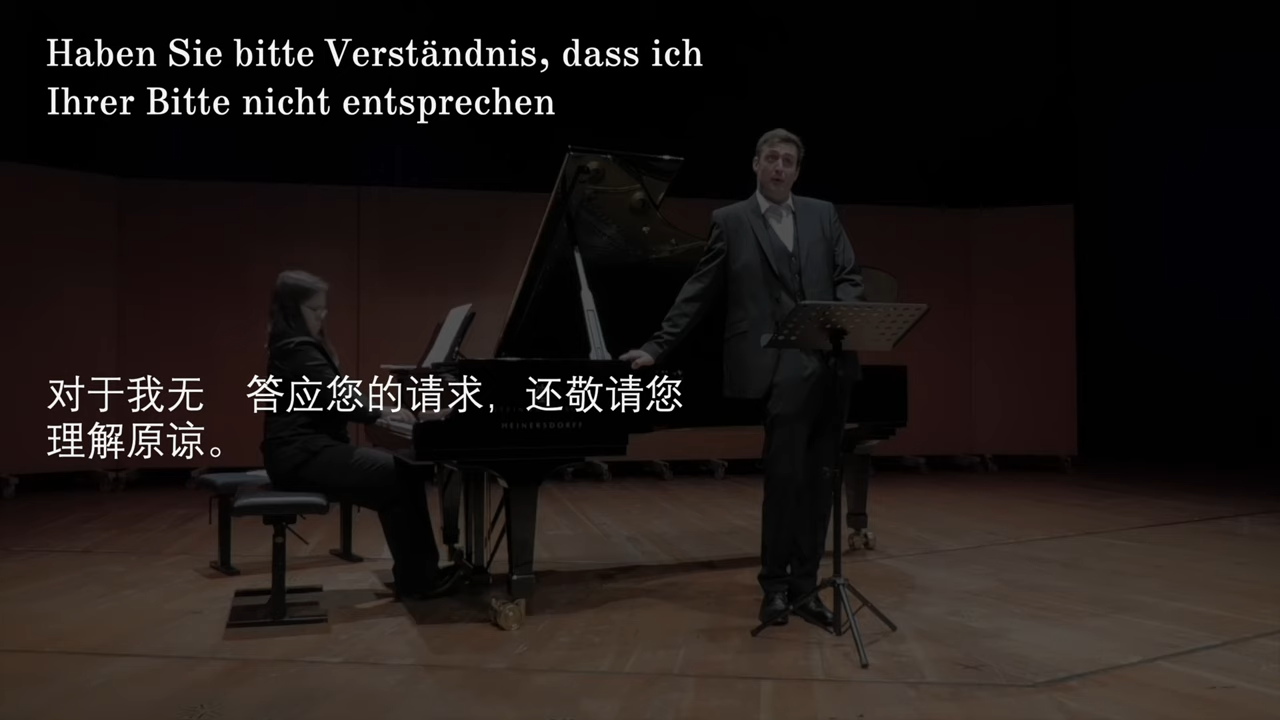 Haben Sie bitte Verständnis, dass ich
Ihrer Bitte nicht entsprechen
对于我无 答应您的请求，还敬请您
理解原谅。
HEINERSDORFF